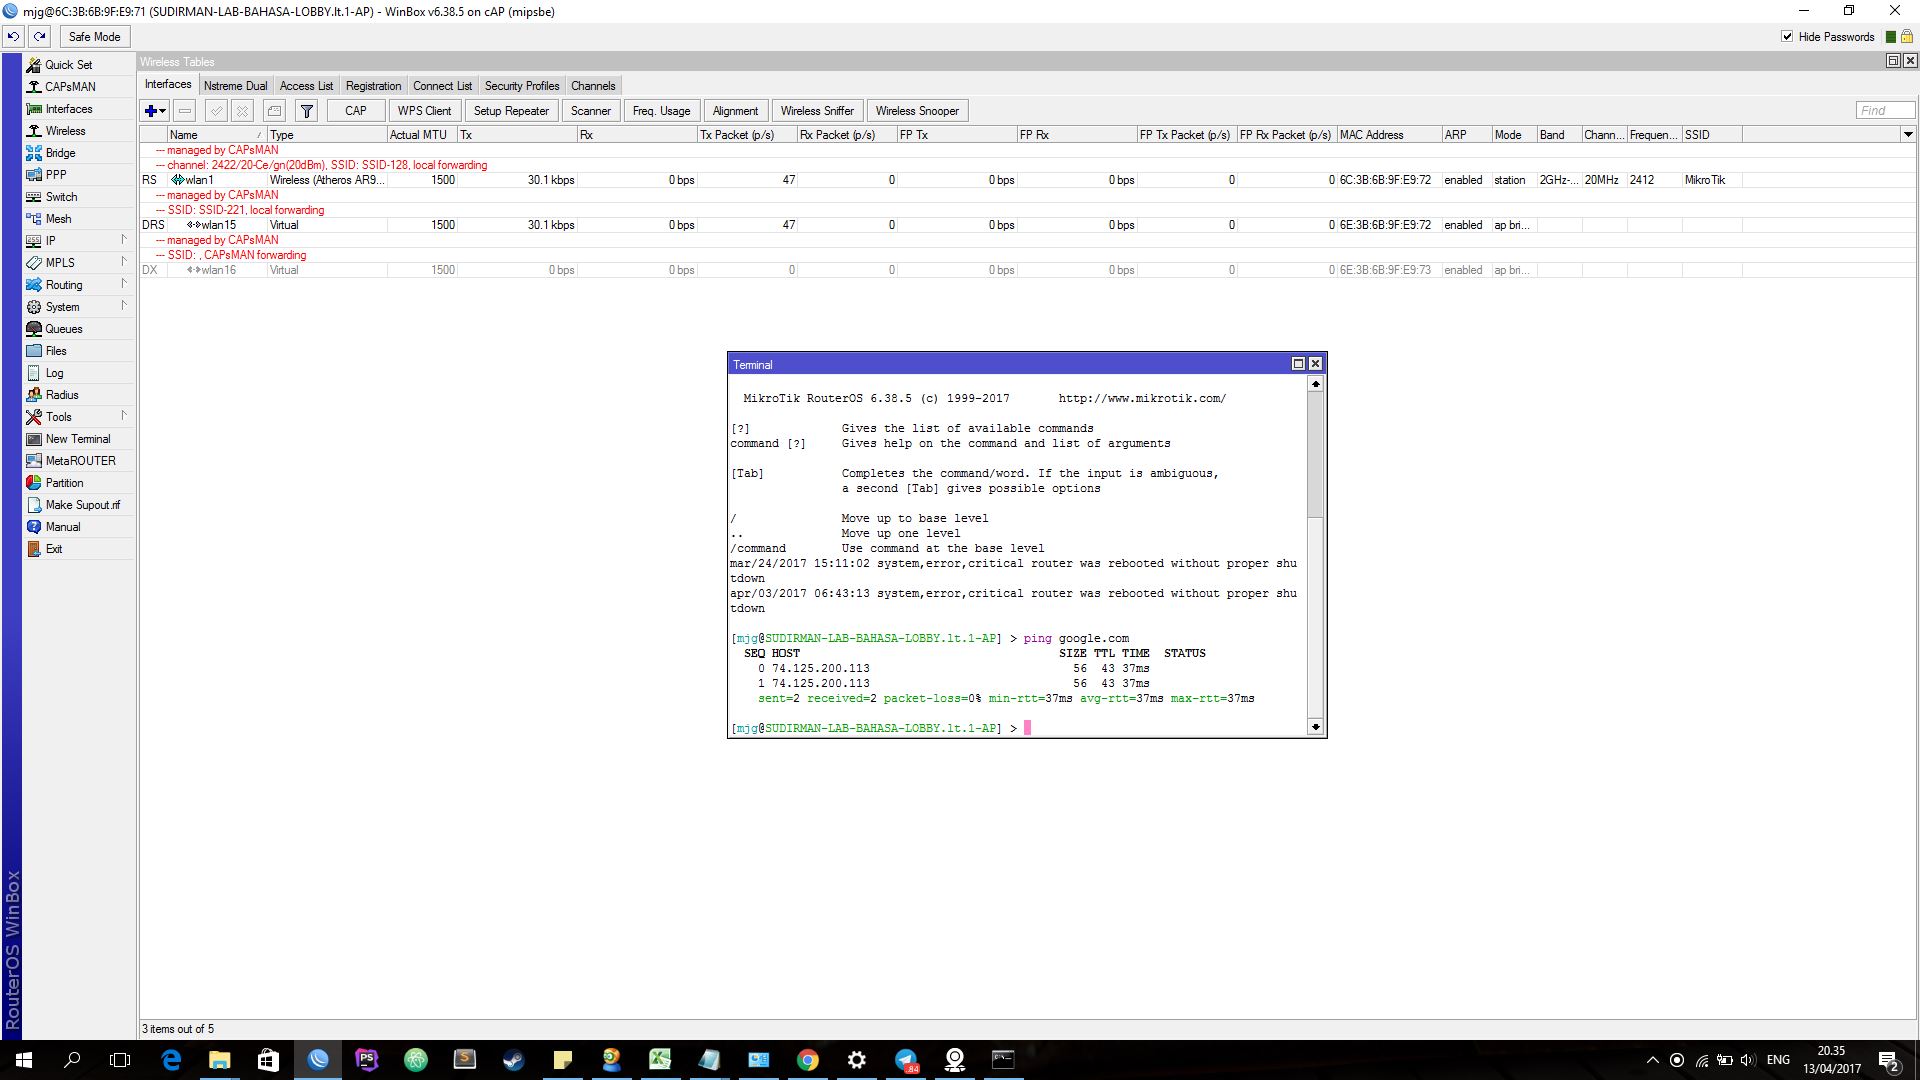 mjg@6C:3B:6B:9F:E9:71 (SUDIRMAN-LAB-BAHASA-LOBBY.lt.1-AP) - WinBox v6.38.5 on cAP (mipsbe)
Safe Mode
Hide Passwords
Quick Set
CAPsMAN
Interfaces
Wireless
Bridge
PPP
Switch
Mesh
IP
MPLS
Routing
System
Queues
Files
Log
Radius
Tools
New Terminal
MetaROUTER
Partition
Make Supout.rif
Manual
Exit
RouterOS WinBox
Wireless Tables
Interfaces Nstreme Dual Access List Registration Connect List Security Profiles Channels
CAP WPS Client Setup Repeater Scanner Freq. Usage Alignment Wireless Sniffer Wireless Snooper Find
Name / Type Actual MTU Tx Rx Tx Packet (p/s) Rx Packet (p/s) FP Tx FP Rx FP Tx Packet (p/s) FP Rx Packet (p/s) MAC Address ARP Mode Band Chann... Frequen... SSID
--- managed by CAPsMAN
--- channel: 2422/20-Ce/gn(20dBm), SSID: SSID-128, local forwarding
RS wlan1 Wireless (Atheros AR9... 1500 30.1 kbps 0 bps 47 0 0 bps 0 bps 0 0 6C:3B:6B:9F:E9:72 enabled station 2GHz-... 20MHz 2412 MikroTik
--- managed by CAPsMAN
--- SSID: SSID-221, local forwarding
DRS wlan15 Virtual 1500 30.1 kbps 0 bps 47 0 0 bps 0 bps 0 0 6E:3B:6B:9F:E9:72 enabled ap bri...
--- managed by CAPsMAN
--- SSID: , CAPsMAN forwarding
DX wlan16 Virtual 1500 0 bps 0 bps 0 0 0 bps 0 bps 0 0 6E:3B:6B:9F:E9:73 enabled ap bri...
Terminal
MikroTik RouterOS 6.38.5 (c) 1999-2017 http://www.mikrotik.com/
[?] Gives the list of available commands
command [?] Gives help on the command and list of arguments
[Tab] Completes the command/word. If the input is ambiguous,
a second [Tab] gives possible options
/ Move up to base level
.. Move up one level
/command Use command at the base level
mar/24/2017 15:11:02 system,error,critical router was rebooted without proper shu
tdown
apr/03/2017 06:43:13 system,error,critical router was rebooted without proper shu
tdown
[mjg@SUDIRMAN-LAB-BAHASA-LOBBY.lt.1-AP] > ping google.com
SEQ HOST SIZE TTL TIME STATUS
0 74.125.200.113 56 43 37ms
1 74.125.200.113 56 43 37ms
sent=2 received=2 packet-loss=0% min-rtt=37ms avg-rtt=37ms max-rtt=37ms
[mjg@SUDIRMAN-LAB-BAHASA-LOBBY.lt.1-AP] >
3 items out of 5
PS
S
84
ENG
20.35
13/04/2017
2